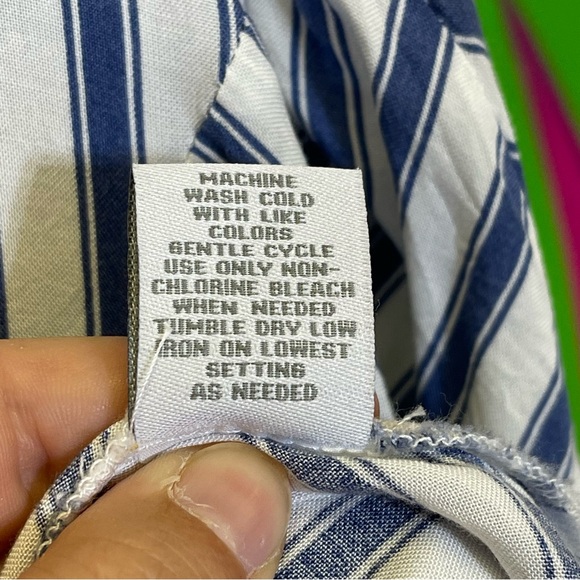 MACHINE
WASH COLD
WITH LIKE
COLORS
GENTLE CYCLE
USE ONLY NON-
CHLORINE BLEACH
WHEN NEEDED
TUMBLE DRY LOW
IRON ON LOWEST
SETTING
AS NEEDED